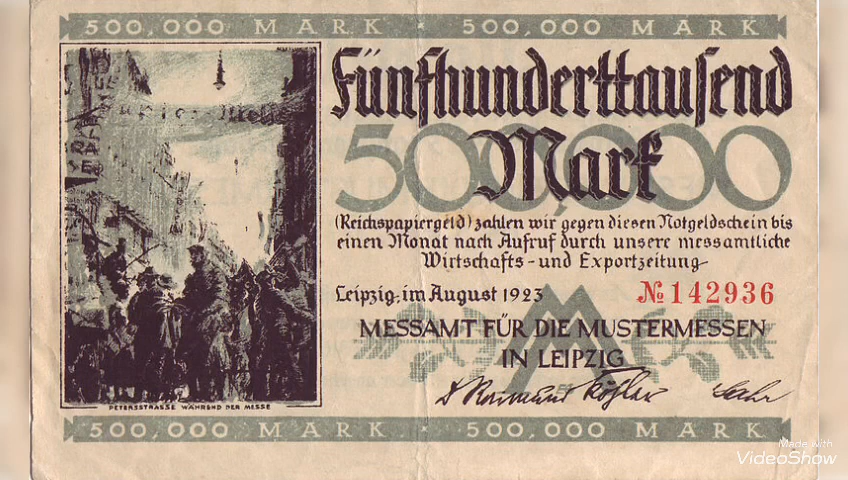 500,000 MARK 500,000 MARK
Fünfhunderttausend
500,000
Mark
(Reichspapiergeld) zahlen wir gegen diesen Notgeldschein bis
einen Monat nach Aufruf durch unsere messamtliche
Wirtschafts- und Exportzeitung
Leipzig, im August 1923 № 142936
MESSAMT FÜR DIE MUSTERMESSEN
IN LEIPZIG
PETERSSTRASSE WÄHREND DER MESSE
500,000 MARK · 500,000 MARK
Made with
VideoShow